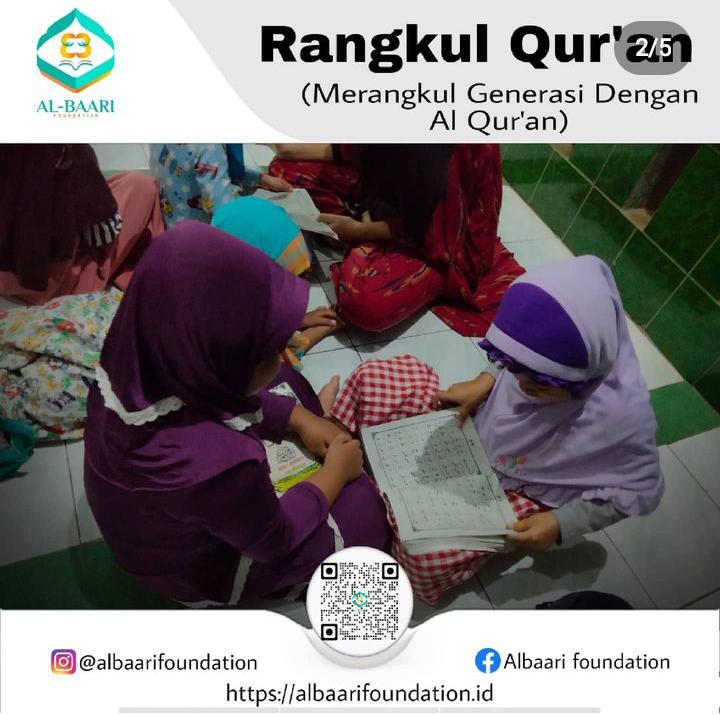 Rangkul Qur'an
2/5
(Merangkul Generasi Dengan
Al Qur'an)
AL-BAARI
FOUNDATION
@albaarifoundation
Albaari foundation
https://albaarifoundation.id